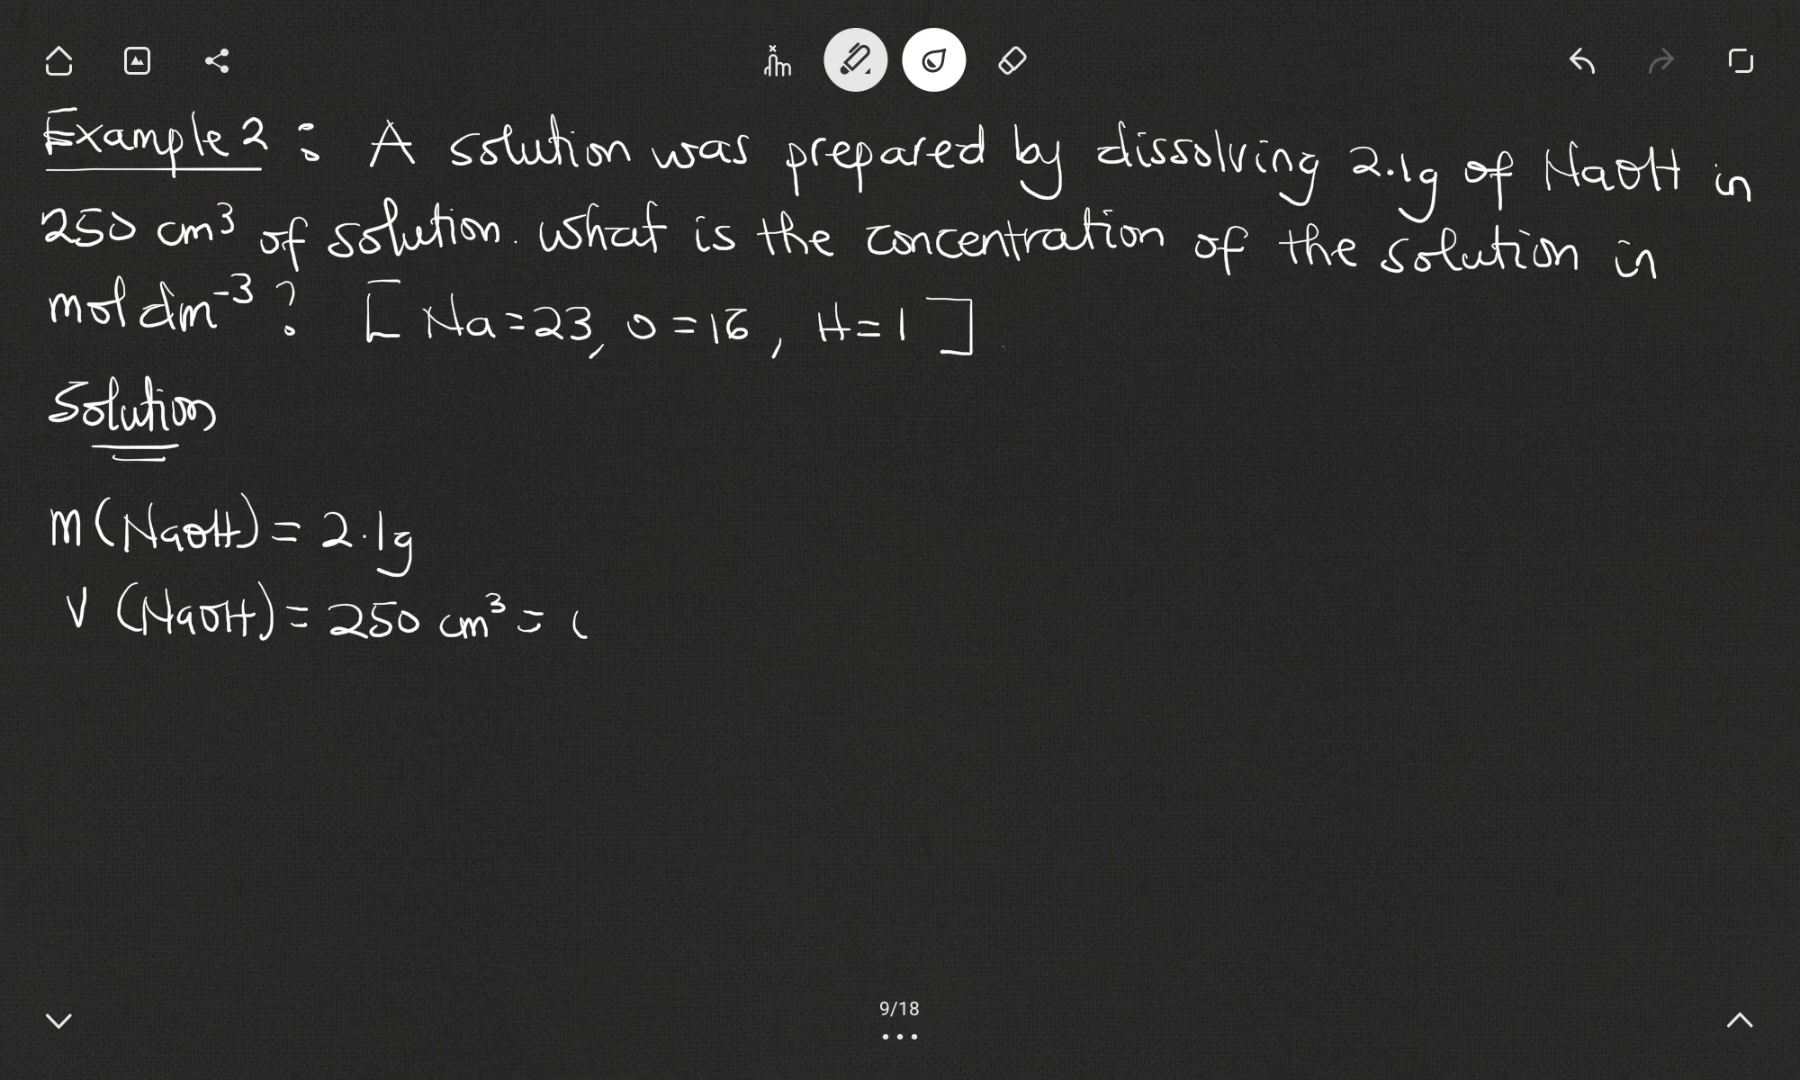 Example 2 : A solution was prepared by dissolving 2.1g of NaOH in
250 cm³ of solution. What is the concentration of the solution in
mol dm⁻³ ? [ Na = 23, O = 16 , H = 1 ]
Solution
m (NaOH) = 2.1g
V (NaOH) = 250 cm³ = (
9/18